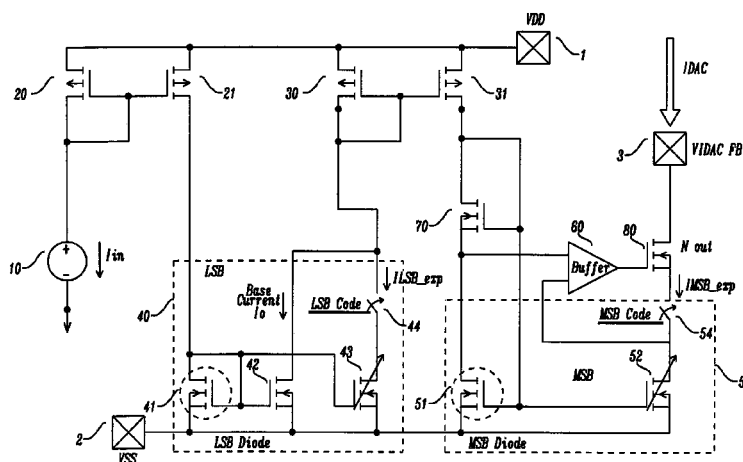 VDD
1
IDAC
20
21
30
31
3
VIDAC FB
70
60
80
N out
Buffer
10
+
-
Iin
LSB
ILSB_exp
IMSB_exp
40
Base
Current
Io
LSB Code
44
MSB Code
54
43
42
41
MSB
52
51
5
2
VSS
LSB Diode
MSB Diode